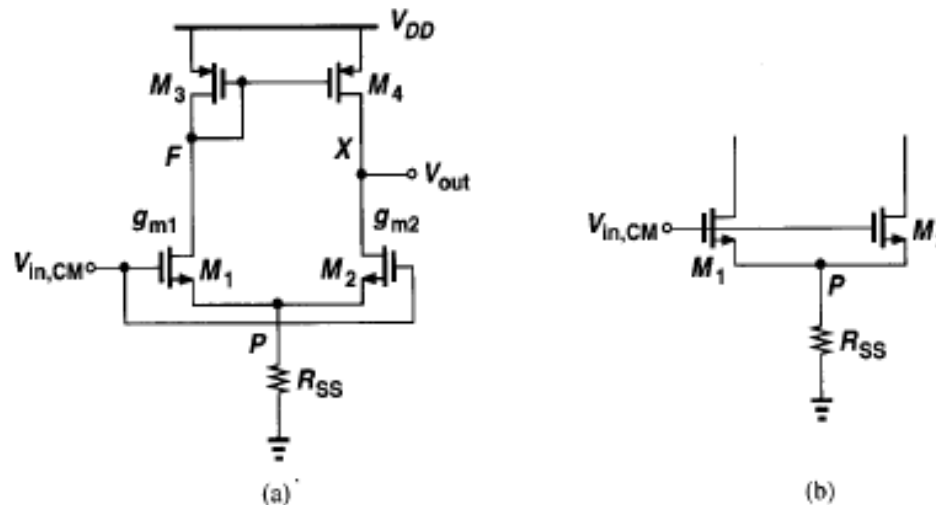 V_DD
M_3
M_4
F
X
V_out
g_m1
g_m2
V_in,CM
M_1
M_2
P
R_SS
(a)
V_in,CM
M_1
M
P
R_SS
(b)